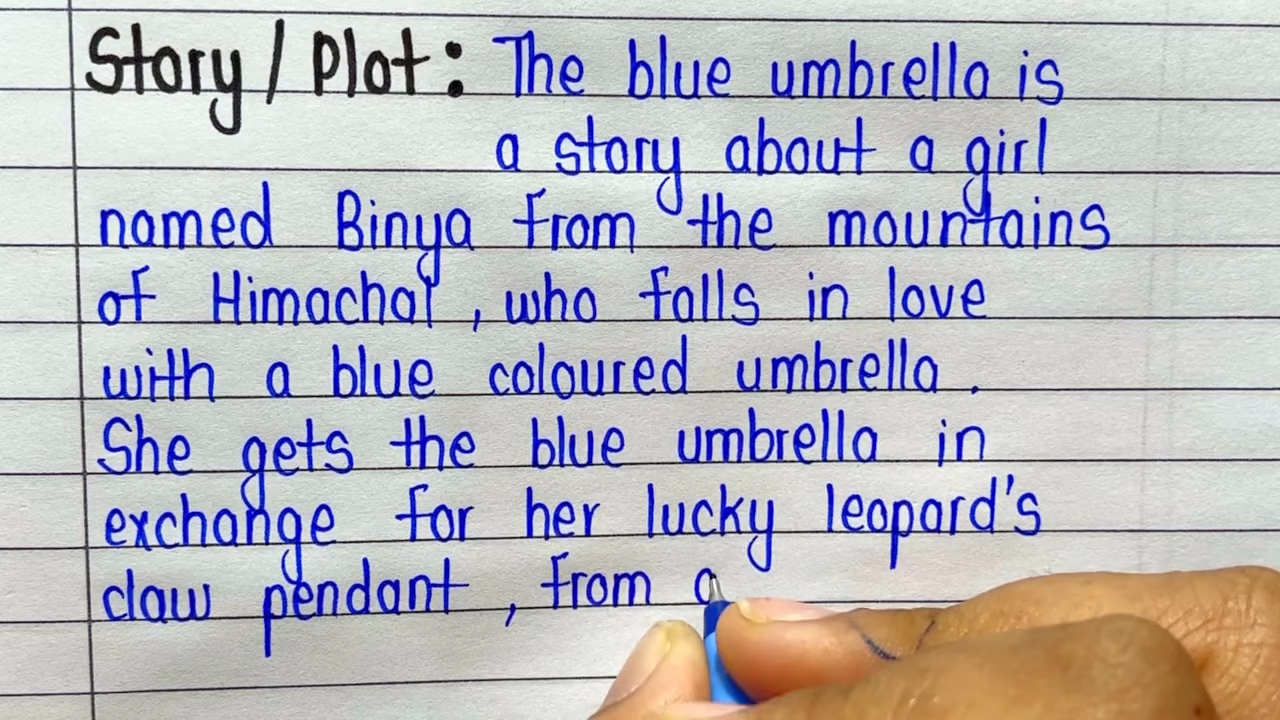 Story / Plot: The blue umbrella is
a story about a girl
named Binya from the mountains
of Himachal, who falls in love
with a blue coloured umbrella.
She gets the blue umbrella in
exchange for her lucky leopard's
claw pendant, from a